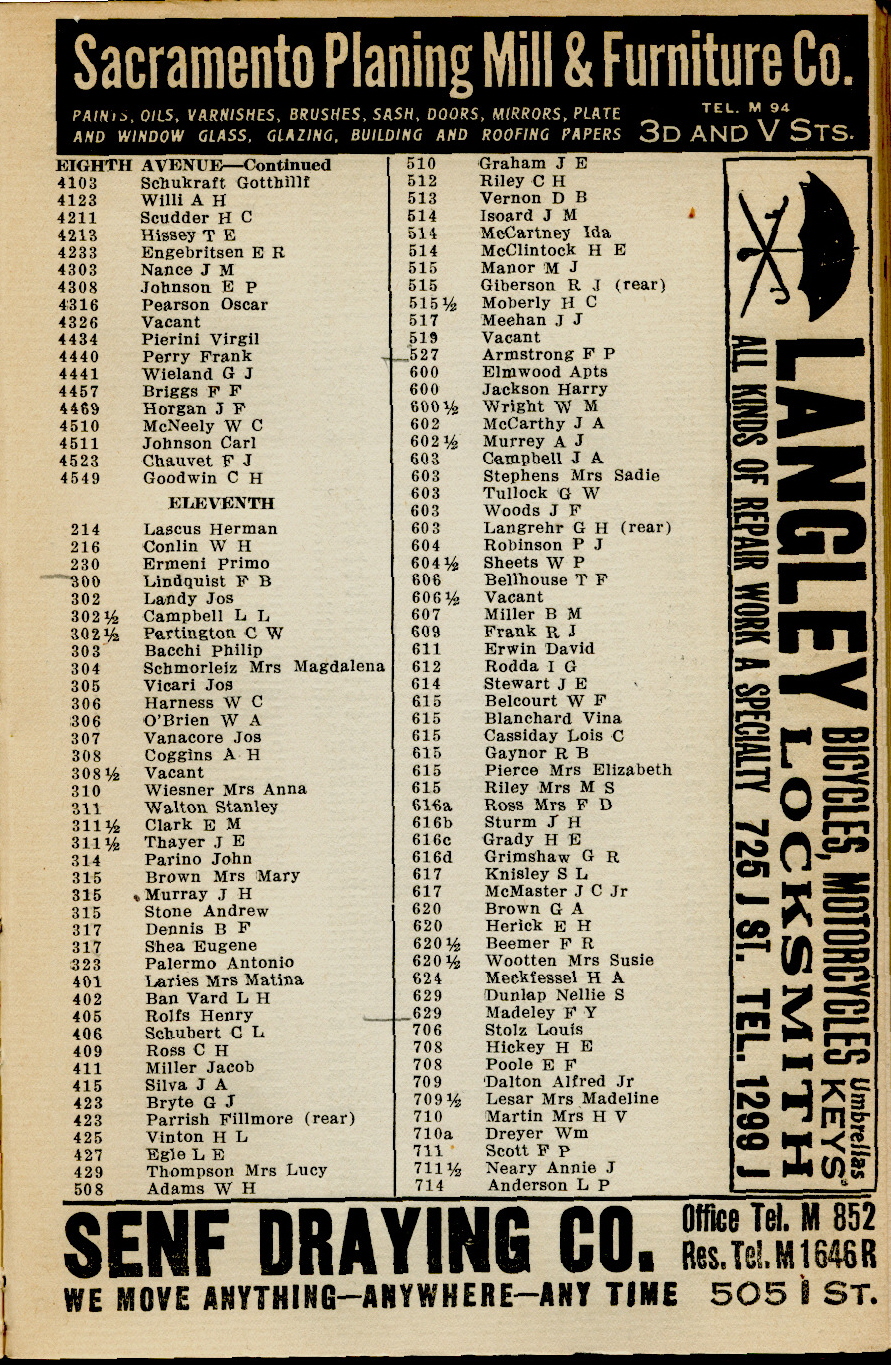 Sacramento Planing Mill & Furniture Co.
PAINTS, OILS, VARNISHES, BRUSHES, SASH, DOORS, MIRRORS, PLATE
AND WINDOW GLASS, GLAZING, BUILDING AND ROOFING PAPERS
TEL. M 94
3D AND V STS.
EIGHTH AVENUE—Continued
4103 Schukraft Gotthillf
4123 Willi A H
4211 Scudder H C
4213 Hissey T E
4233 Engebritsen E R
4303 Nance J M
4308 Johnson E P
4316 Pearson Oscar
4326 Vacant
4434 Pierini Virgil
4440 Perry Frank
4441 Wieland G J
4457 Briggs F F
4469 Horgan J F
4510 McNeely W C
4511 Johnson Carl
4523 Chauvet F J
4549 Goodwin C H
ELEVENTH
214 Lascus Herman
216 Conlin W H
230 Ermeni Primo
300 Lindquist F B
302 Landy Jos
302½ Campbell L L
302½ Partington C W
303 Bacchi Philip
304 Schmorleiz Mrs Magdalena
305 Vicari Jos
306 Harness W C
306 O'Brien W A
307 Vanacore Jos
308 Coggins A H
308½ Vacant
310 Wiesner Mrs Anna
311 Walton Stanley
311½ Clark E M
311½ Thayer J E
314 Parino John
315 Brown Mrs Mary
315 Murray J H
315 Stone Andrew
317 Dennis B F
317 Shea Eugene
323 Palermo Antonio
401 Laries Mrs Matina
402 Ban Vard L H
405 Rolfs Henry
406 Schubert C L
409 Ross C H
411 Miller Jacob
415 Silva J A
423 Bryte G J
423 Parrish Fillmore (rear)
425 Vinton H L
427 Egle L E
429 Thompson Mrs Lucy
508 Adams W H
510 Graham J E
512 Riley C H
513 Vernon D B
514 Isoard J M
514 McCartney Ida
514 McClintock H E
515 Manor M J
515 Giberson R J (rear)
515½ Moberly H C
517 Meehan J J
519 Vacant
527 Armstrong F P
600 Elmwood Apts
600 Jackson Harry
600½ Wright W M
602 McCarthy J A
602½ Murrey A J
603 Campbell J A
603 Stephens Mrs Sadie
603 Tullock G W
603 Woods J F
603 Langrehr G H (rear)
604 Robinson P J
604½ Sheets W P
606 Bellhouse T F
606½ Vacant
607 Miller B M
609 Frank R J
611 Erwin David
612 Rodda I G
614 Stewart J E
615 Belcourt W F
615 Blanchard Vina
615 Cassiday Lois C
615 Gaynor R B
615 Pierce Mrs Elizabeth
615 Riley Mrs M S
616a Ross Mrs F D
616b Sturm J H
616c Grady H E
616d Grimshaw G R
617 Knisley S L
617 McMaster J C Jr
620 Brown G A
620 Herick E H
620½ Beemer F R
620½ Wootten Mrs Susie
624 Meckfessel H A
629 Dunlap Nellie S
629 Madeley F Y
706 Stolz Louis
708 Hickey H E
708 Poole E F
709 Dalton Alfred Jr
709½ Lesar Mrs Madeline
710 Martin Mrs H V
710a Dreyer Wm
711 Scott F P
711½ Neary Annie J
714 Anderson L P
LANGLEY LOCKSMITH
BICYCLES, MOTORCYCLES
Umbrellas
KEYS
ALL KINDS OF REPAIR WORK A SPECIALTY 725 J ST. TEL. 1299 J
SENF DRAYING CO.
Office Tel. M 852
Res. Tel. M 1646 R
WE MOVE ANYTHING—ANYWHERE—ANY TIME
505 I ST.